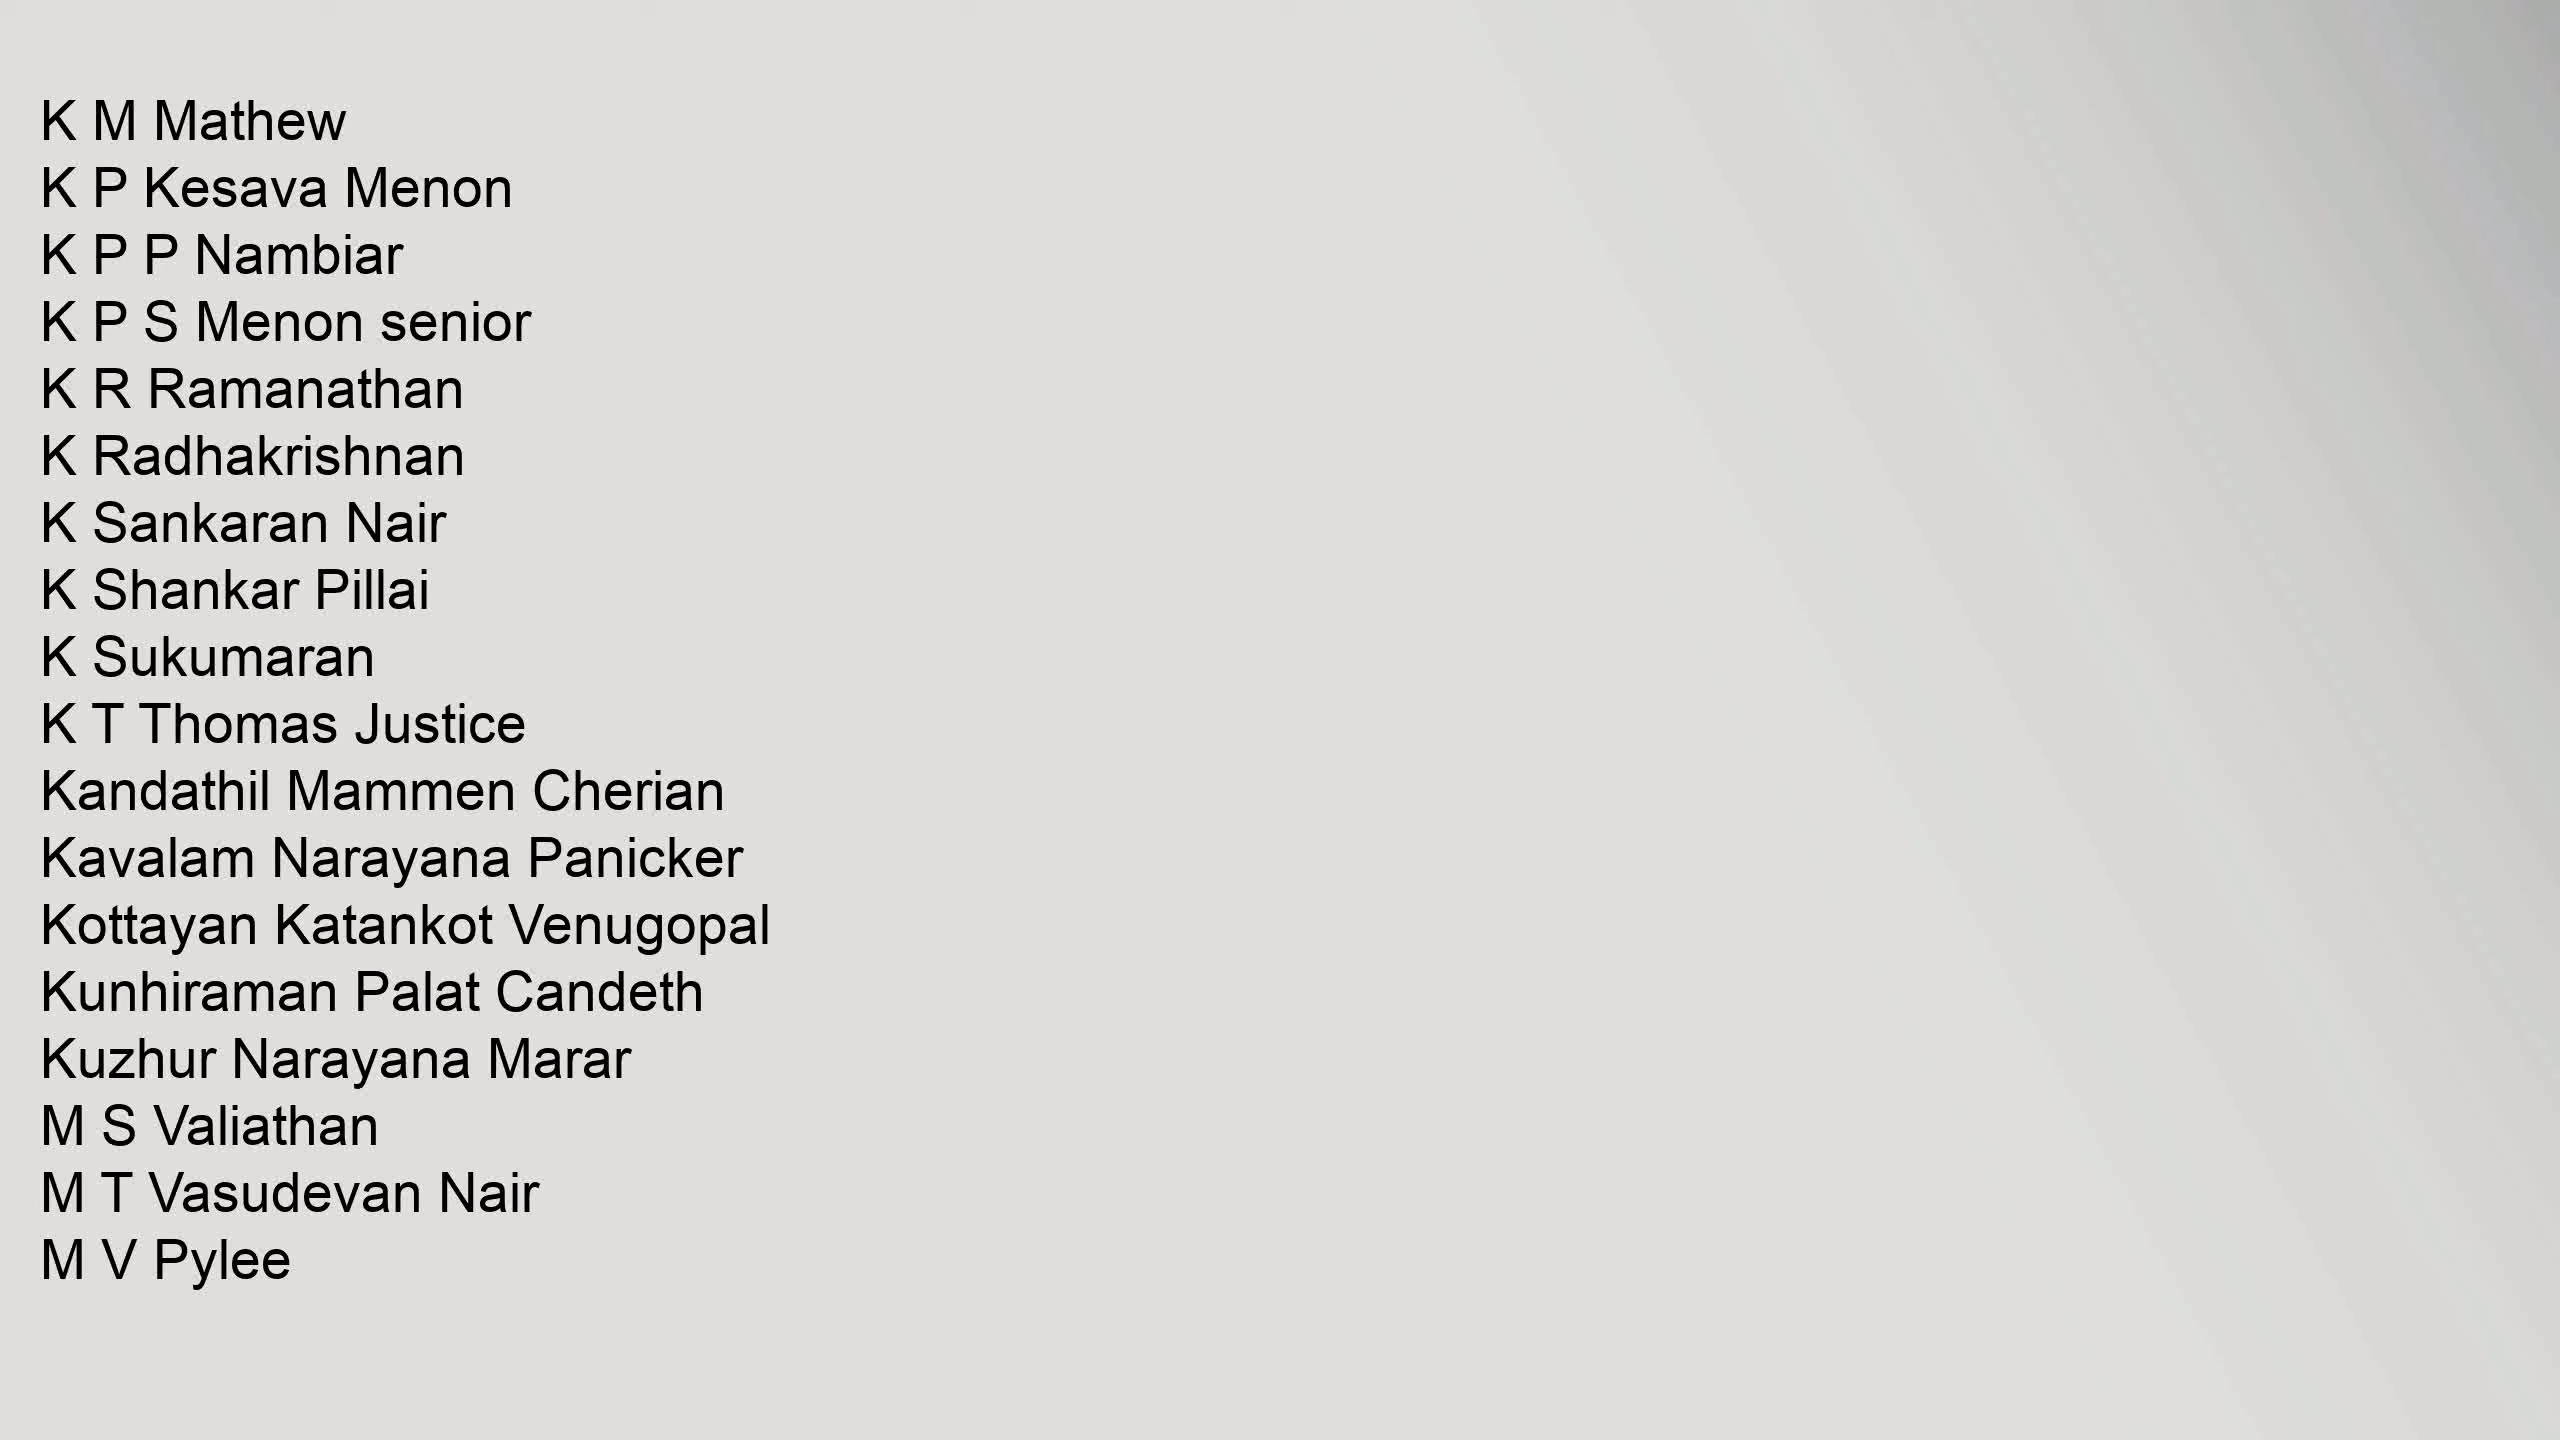 K M Mathew
K P Kesava Menon
K P P Nambiar
K P S Menon senior
K R Ramanathan
K Radhakrishnan
K Sankaran Nair
K Shankar Pillai
K Sukumaran
K T Thomas Justice
Kandathil Mammen Cherian
Kavalam Narayana Panicker
Kottayan Katankot Venugopal
Kunhiraman Palat Candeth
Kuzhur Narayana Marar
M S Valiathan
M T Vasudevan Nair
M V Pylee